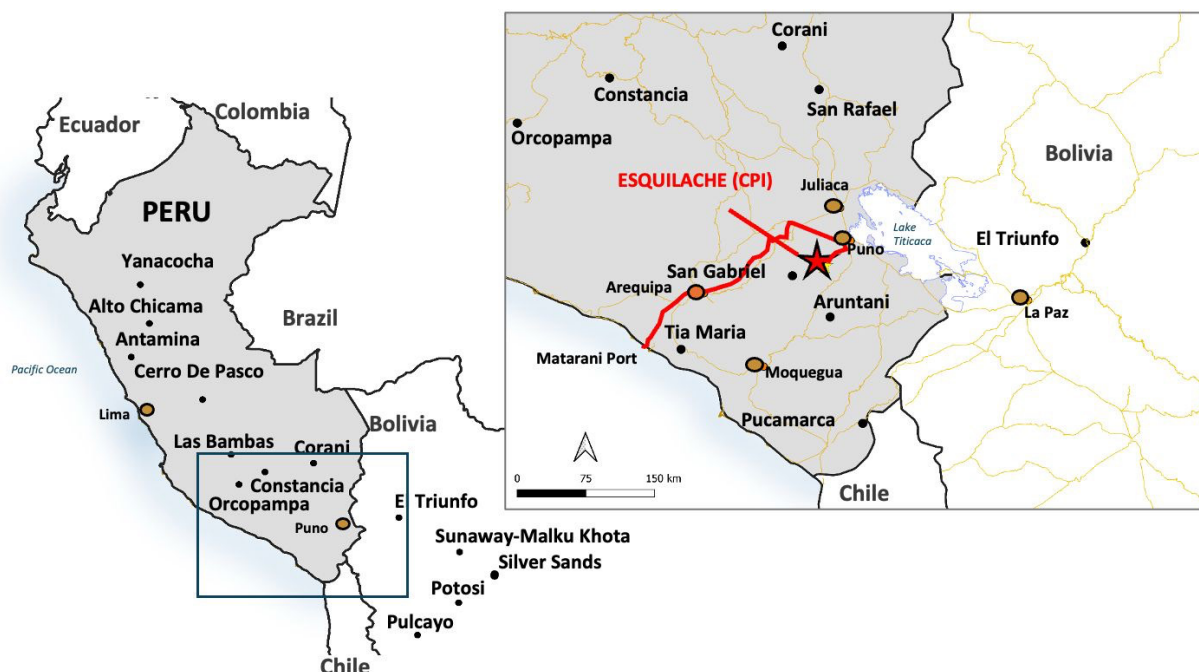 Ecuador
Colombia
PERU
Yanacocha
Alto Chicama
Antamina
Cerro De Pasco
Brazil
Pacific Ocean
Lima
Bolivia
Las Bambas
Corani
Constancia
Orcopampa
Puno
El Triunfo
Sunaway-Malku Khota
Silver Sands
Potosi
Pulcayo
Chile
Corani
Constancia
San Rafael
Orcopampa
Bolivia
ESQUILACHE (CPI)
Juliaca
Lake
Titicaca
El Triunfo
Puno
San Gabriel
Arequipa
Aruntani
La Paz
Tia Maria
Matarani Port
Moquegua
Pucamarca
0 75 150 km
Chile